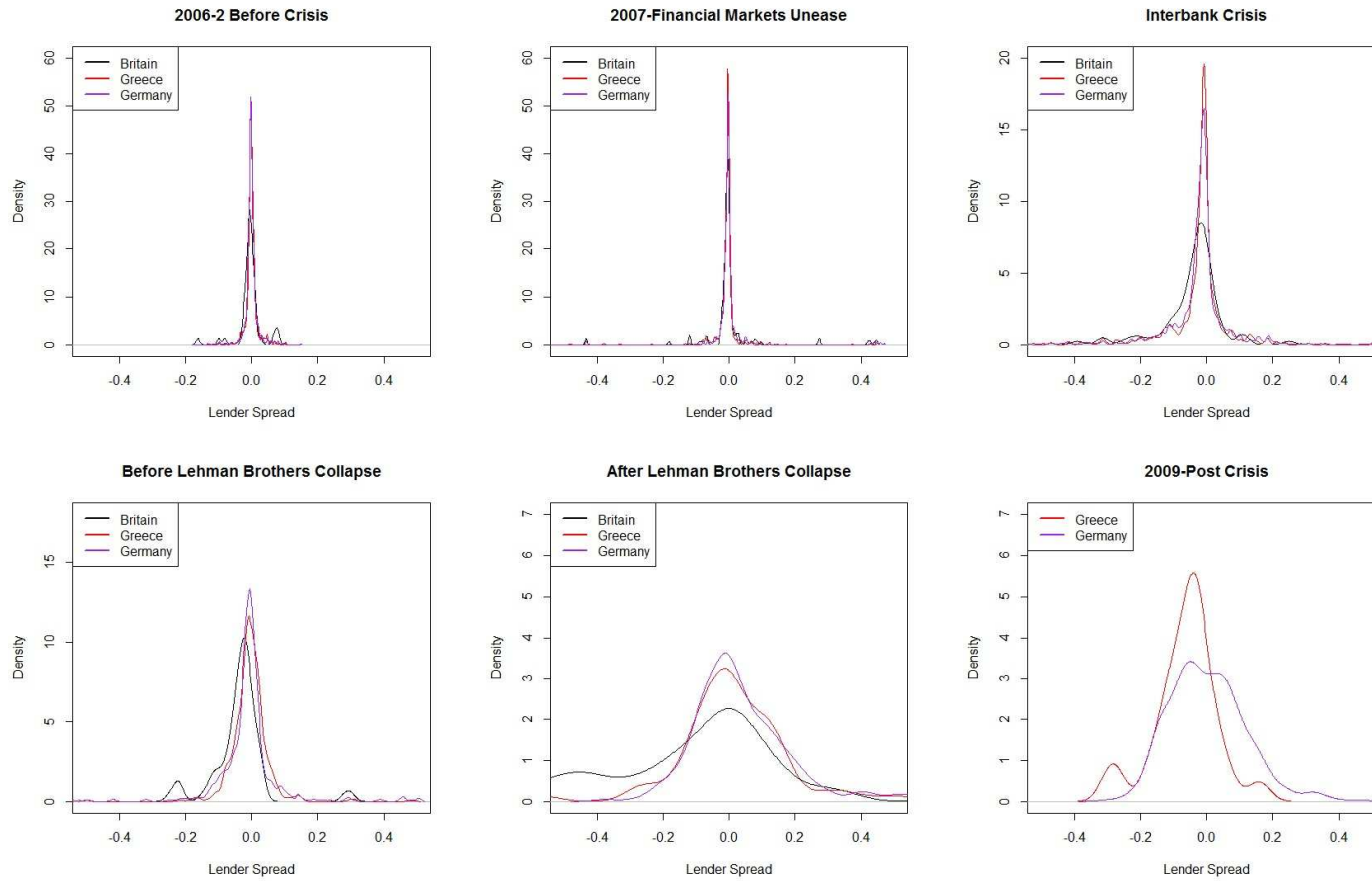 2006-2 Before Crisis
Britain
Greece
Germany
60
50
40
30
20
10
0
Density
-0.4 -0.2 0.0 0.2 0.4
Lender Spread
2007-Financial Markets Unease
Britain
Greece
Germany
60
50
40
30
20
10
0
Density
-0.4 -0.2 0.0 0.2 0.4
Lender Spread
Interbank Crisis
Britain
Greece
Germany
20
15
10
5
0
Density
-0.4 -0.2 0.0 0.2 0.4
Lender Spread
Before Lehman Brothers Collapse
Britain
Greece
Germany
15
10
5
0
Density
-0.4 -0.2 0.0 0.2 0.4
Lender Spread
After Lehman Brothers Collapse
Britain
Greece
Germany
7
6
5
4
3
2
1
0
Density
-0.4 -0.2 0.0 0.2 0.4
Lender Spread
2009-Post Crisis
Greece
Germany
7
6
5
4
3
2
1
0
Density
-0.4 -0.2 0.0 0.2 0.4
Lender Spread